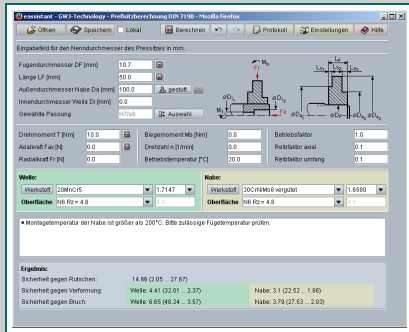 eassistant - GWJ-Technology - Preßsitzberechnung DIN 7190 - Mozilla Firefox
Öffnen Speichern Lokal Berechnen Protokoll Einstellungen Hilfe
Eingabefeld für den Nenndurchmesser des Pressitzes in mm.
Fugendurchmesser DF [mm] 10.7
Länge LF [mm] 50.0
Außendurchmesser Nabe Da [mm] 100.0 gestuft
Innendurchmesser Welle Di [mm] 0.0
Gewählte Passung H7/s6 Auswahl
Drehmoment T [Nm] 10.0 Biegemoment Mb [Nm] 0.0 Betriebsfaktor 1.0
Axialkraft Fax [N] 0.0 Drehzahl n [1/min] 0.0 Reibfaktor axial 0.1
Radialkraft Fr [N] 0.0 Betriebstemperatur [°C] 20.0 Reibfaktor umfang 0.1
Welle: Nabe:
Werkstoff 20MnCr5 1.7147 Werkstoff 30CrNiMo8 vergütet 1.6580
Oberfläche N6 Rz = 4.8 4.8 Oberfläche N6 Rz = 4.8 4.8
• Montagetemperatur der Nabe ist größer als 200°C. Bitte zulässige Fügetemperatur prüfen.
Ergebnis:
Sicherheit gegen Rutschen: 14.86 (2.05 ... 27.67)
Sicherheit gegen Verformung: Welle: 4.41 (32.01 ... 2.37) Nabe: 3.1 (22.52 ... 1.66)
Sicherheit gegen Bruch: Welle: 6.65 (48.24 ... 3.57) Nabe: 3.79 (27.53 ... 2.03)